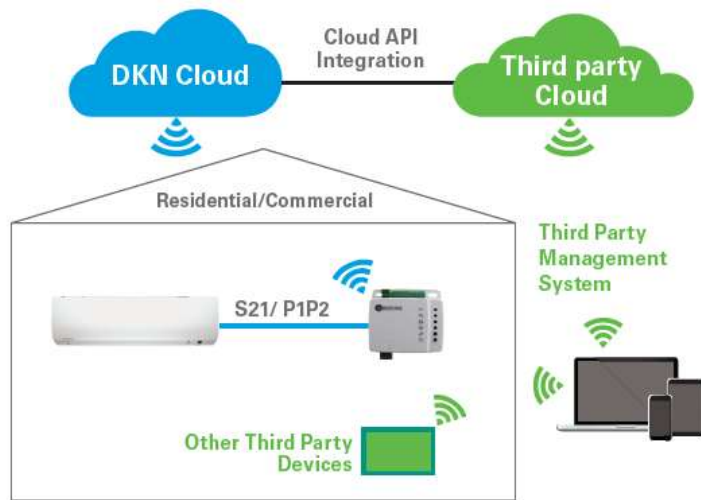 Cloud API
Integration
DKN Cloud
Third party
Cloud
Residential/Commercial
Third Party
Management
System
S21/ P1P2
Other Third Party
Devices